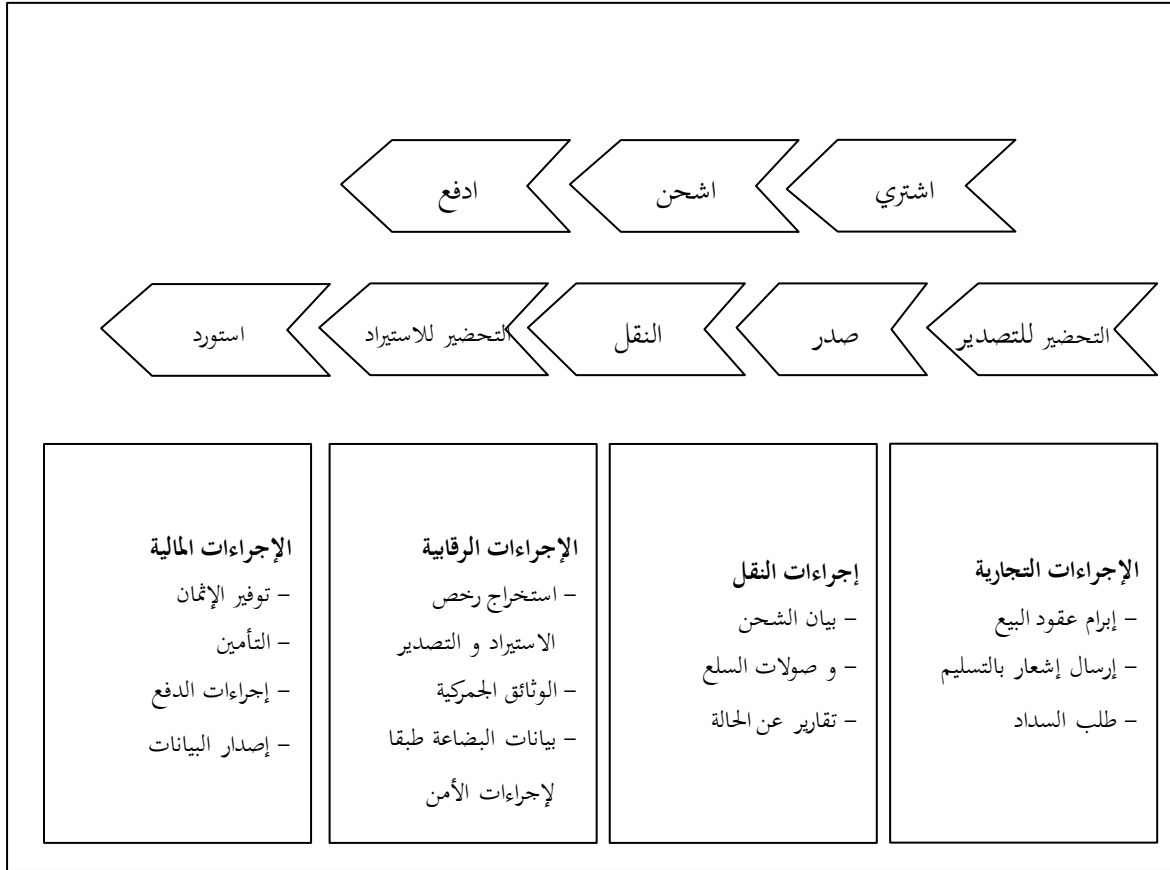 اشتري
اشحن
ادفع
التحضير للتصدير
صدر
النقل
التحضير للاستيراد
استورد
الإجراءات التجارية
– إبرام عقود البيع
– إرسال إشعار بالتسليم
– طلب السداد
إجراءات النقل
– بيان الشحن
– و صولات السلع
– تقارير عن الحالة
الإجراءات الرقابية
– استخراج رخص
الاستيراد و التصدير
– الوثائق الجمركية
– بيانات البضاعة طبقا
لإجراءات الأمن
الإجراءات المالية
– توفير الإئتمان
– التأمين
– إجراءات الدفع
– إصدار البيانات